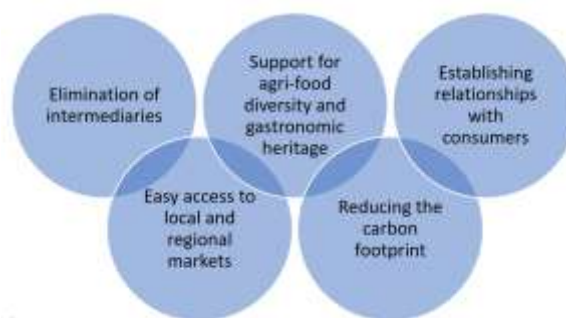 Elimination of
intermediaries
Support for
agri-food
diversity and
gastronomic
heritage
Establishing
relationships
with
consumers
Easy access to
local and
regional
markets
Reducing the
carbon
footprint